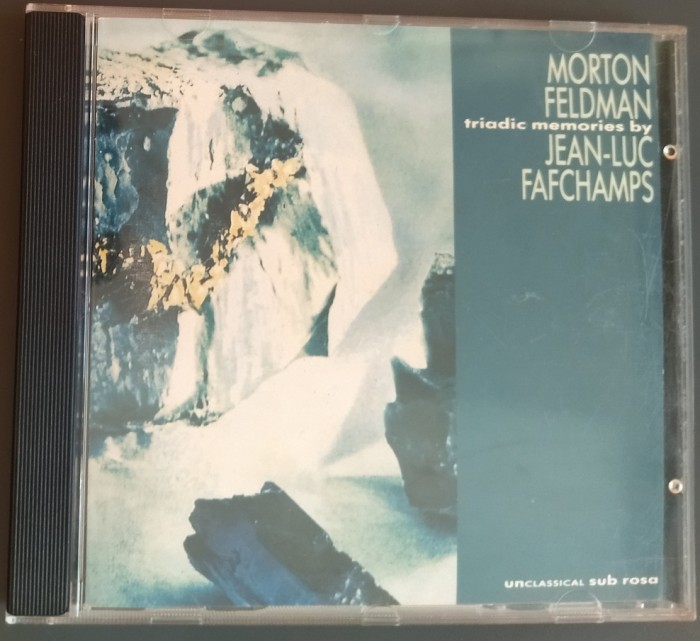 MORTON
FELDMAN
triadic memories by
JEAN-LUC
FAFCHAMPS
unCLASSICAL sub rosa